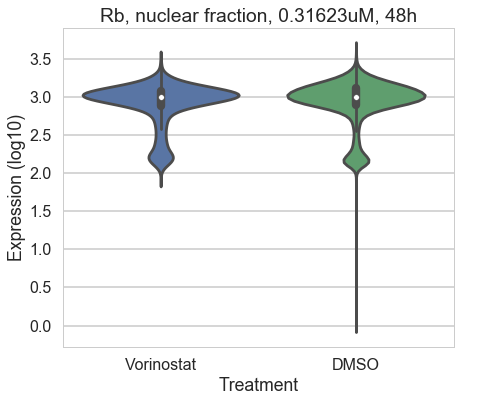 Rb, nuclear fraction, 0.31623uM, 48h
3.5
3.0
2.5
2.0
1.5
1.0
0.5
0.0
Expression (log10)
Vorinostat DMSO
Treatment